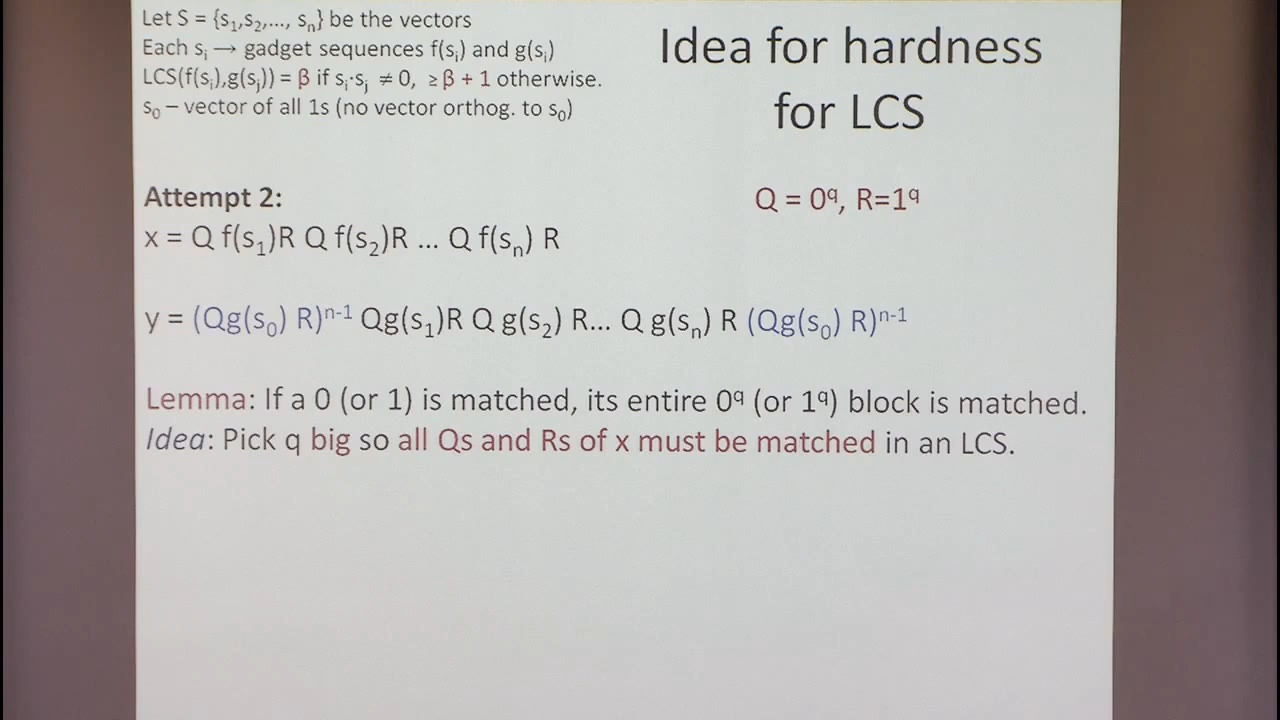 Let S = {s₁,s₂,..., sₙ} be the vectors
Each sᵢ → gadget sequences f(sᵢ) and g(sᵢ)
LCS(f(sᵢ),g(sⱼ)) = β if sᵢ·sⱼ ≠ 0, ≥ β + 1 otherwise.
s₀ – vector of all 1s (no vector orthog. to s₀)
Idea for hardness
for LCS
Attempt 2:
Q = 0^q, R=1^q
x = Q f(s₁)R Q f(s₂)R ... Q f(sₙ) R
y = (Qg(s₀) R)ⁿ⁻¹ Qg(s₁)R Q g(s₂) R... Q g(sₙ) R (Qg(s₀) R)ⁿ⁻¹
Lemma: If a 0 (or 1) is matched, its entire 0^q (or 1^q) block is matched.
Idea: Pick q big so all Qs and Rs of x must be matched in an LCS.